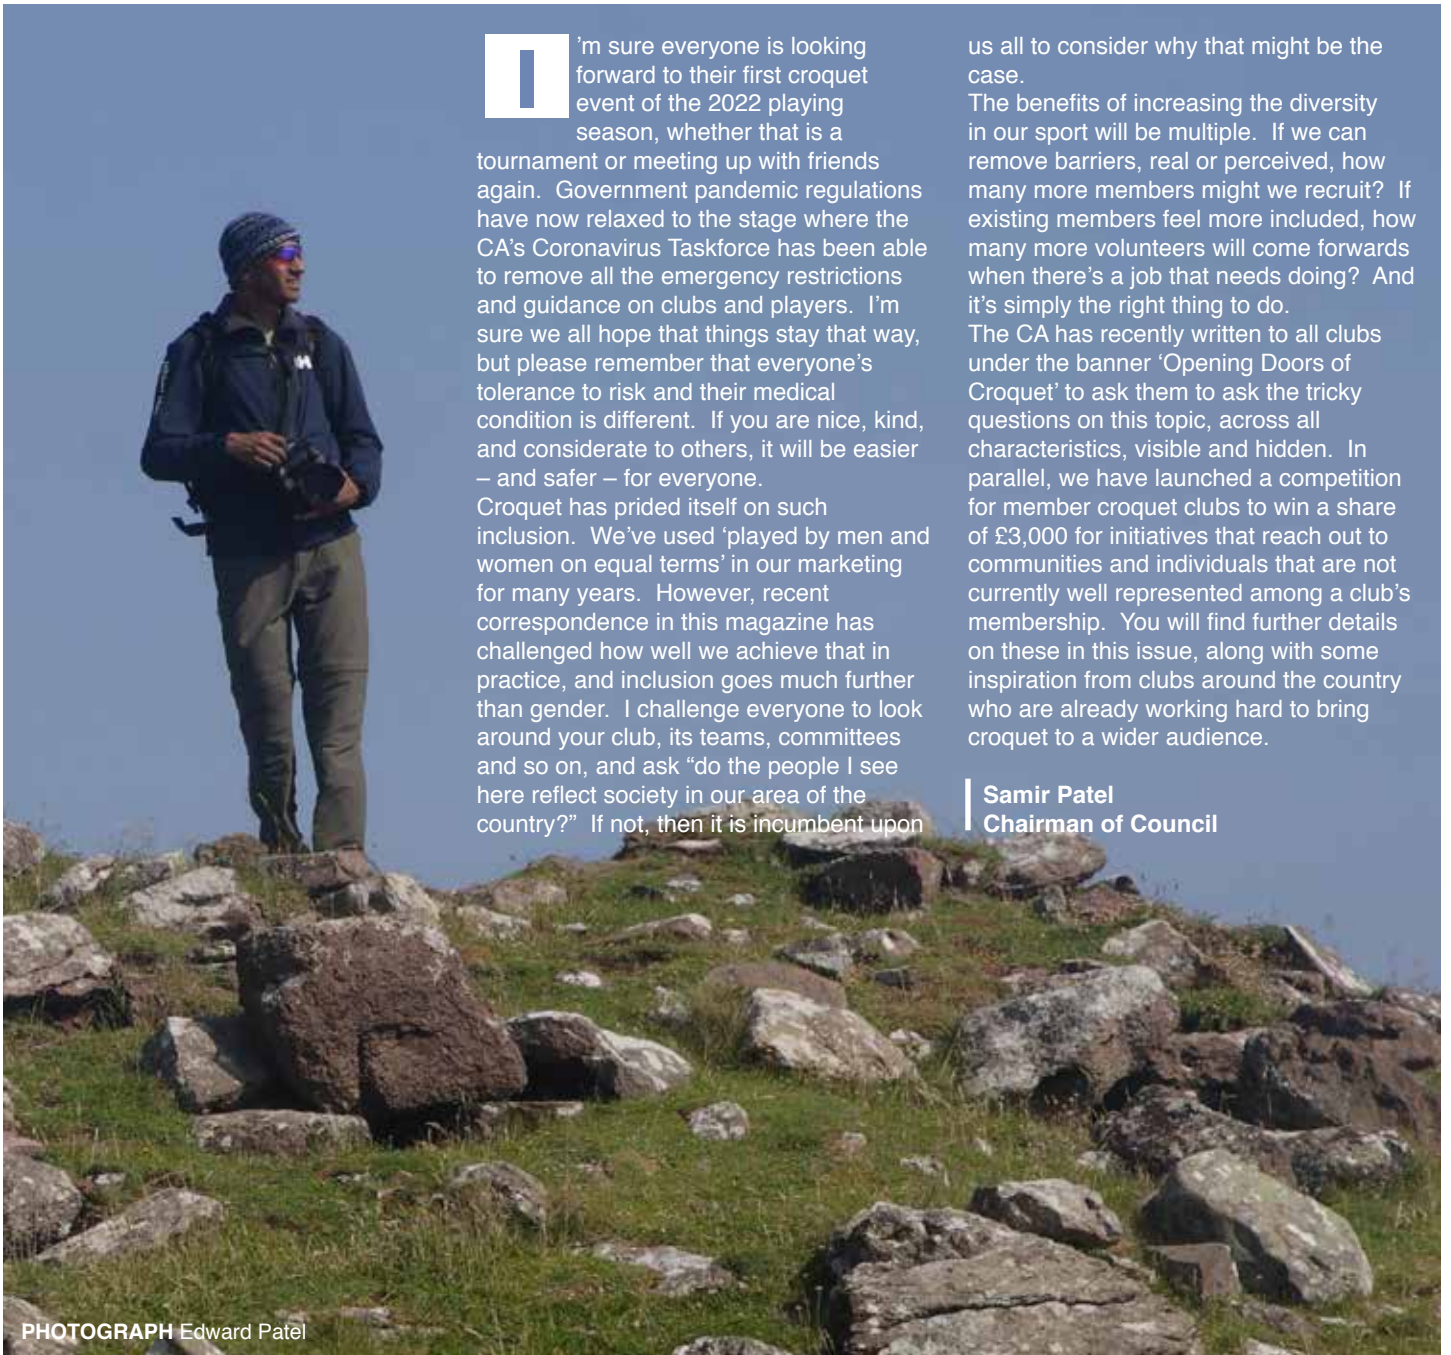 I
’m sure everyone is looking
forward to their first croquet
event of the 2022 playing
season, whether that is a
tournament or meeting up with friends
again.  Government pandemic regulations
have now relaxed to the stage where the
CA’s Coronavirus Taskforce has been able
to remove all the emergency restrictions
and guidance on clubs and players.  I’m
sure we all hope that things stay that way,
but please remember that everyone’s
tolerance to risk and their medical
condition is different.  If you are nice, kind,
and considerate to others, it will be easier
– and safer – for everyone.
Croquet has prided itself on such
inclusion.  We’ve used ‘played by men and
women on equal terms’ in our marketing
for many years.  However, recent
correspondence in this magazine has
challenged how well we achieve that in
practice, and inclusion goes much further
than gender.  I challenge everyone to look
around your club, its teams, committees
and so on, and ask “do the people I see
here reflect society in our area of the
country?”  If not, then it is incumbent upon
us all to consider why that might be the
case.
The benefits of increasing the diversity
in our sport will be multiple.  If we can
remove barriers, real or perceived, how
many more members might we recruit?  If
existing members feel more included, how
many more volunteers will come forwards
when there’s a job that needs doing?  And
it’s simply the right thing to do.
The CA has recently written to all clubs
under the banner ‘Opening Doors of
Croquet’ to ask them to ask the tricky
questions on this topic, across all
characteristics, visible and hidden.  In
parallel, we have launched a competition
for member croquet clubs to win a share
of £3,000 for initiatives that reach out to
communities and individuals that are not
currently well represented among a club’s
membership.  You will find further details
on these in this issue, along with some
inspiration from clubs around the country
who are already working hard to bring
croquet to a wider audience.
Samir Patel
Chairman of Council
PHOTOGRAPH Edward Patel